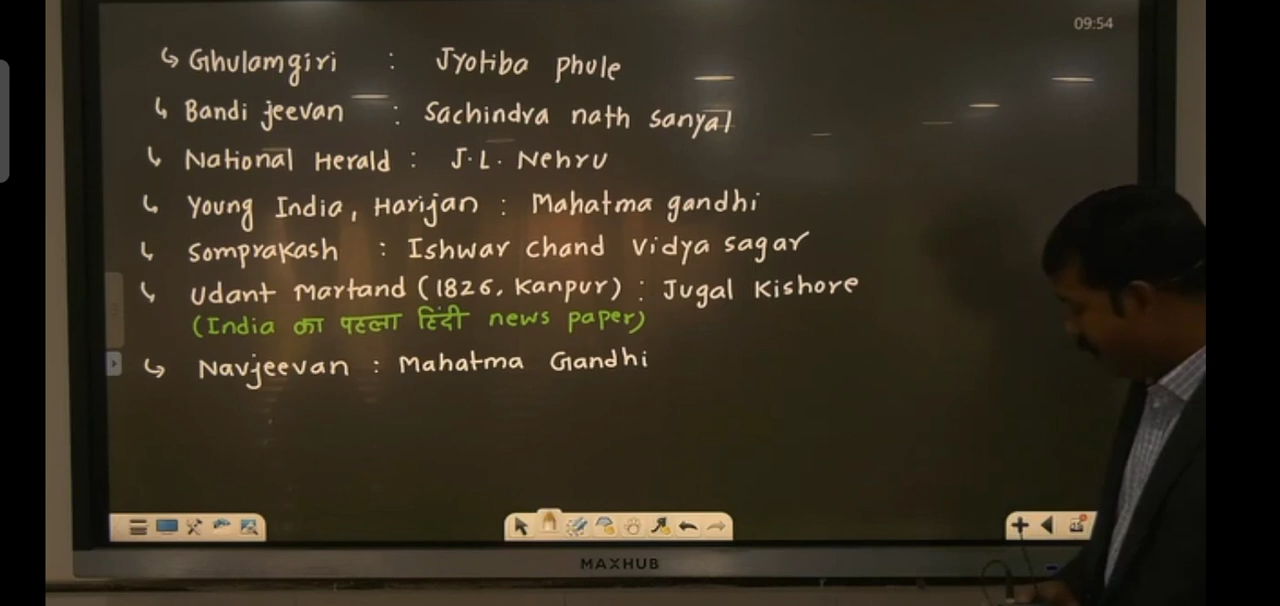 09:54
↳ Ghulamgiri : Jyotiba phule
↳ Bandi jeevan : Sachindra nath sanyal
↳ National Herald : J.L. Nehru
↳ Young India, Harijan : Mahatma gandhi
↳ Somprakash : Ishwar chand vidya sagar
↳ Udant Martand (1826, Kanpur) : Jugal Kishore
(India का पहला हिंदी news paper)
↳ Navjeevan : Mahatma Gandhi
MAXHUB